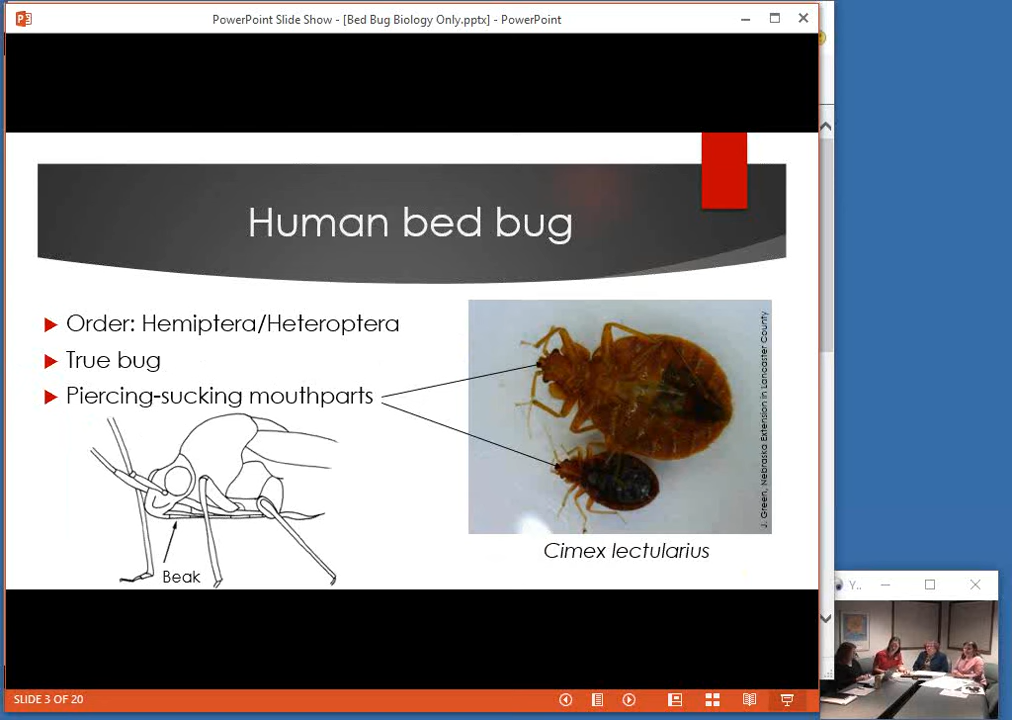 PowerPoint Slide Show - [Bed Bug Biology Only.pptx] - PowerPoint
Human bed bug
Order: Hemiptera/Heteroptera
True bug
Piercing-sucking mouthparts
Beak
J. Green, Nebraska Extension in Lancaster County
Cimex lectularius
Y..
SLIDE 3 OF 20